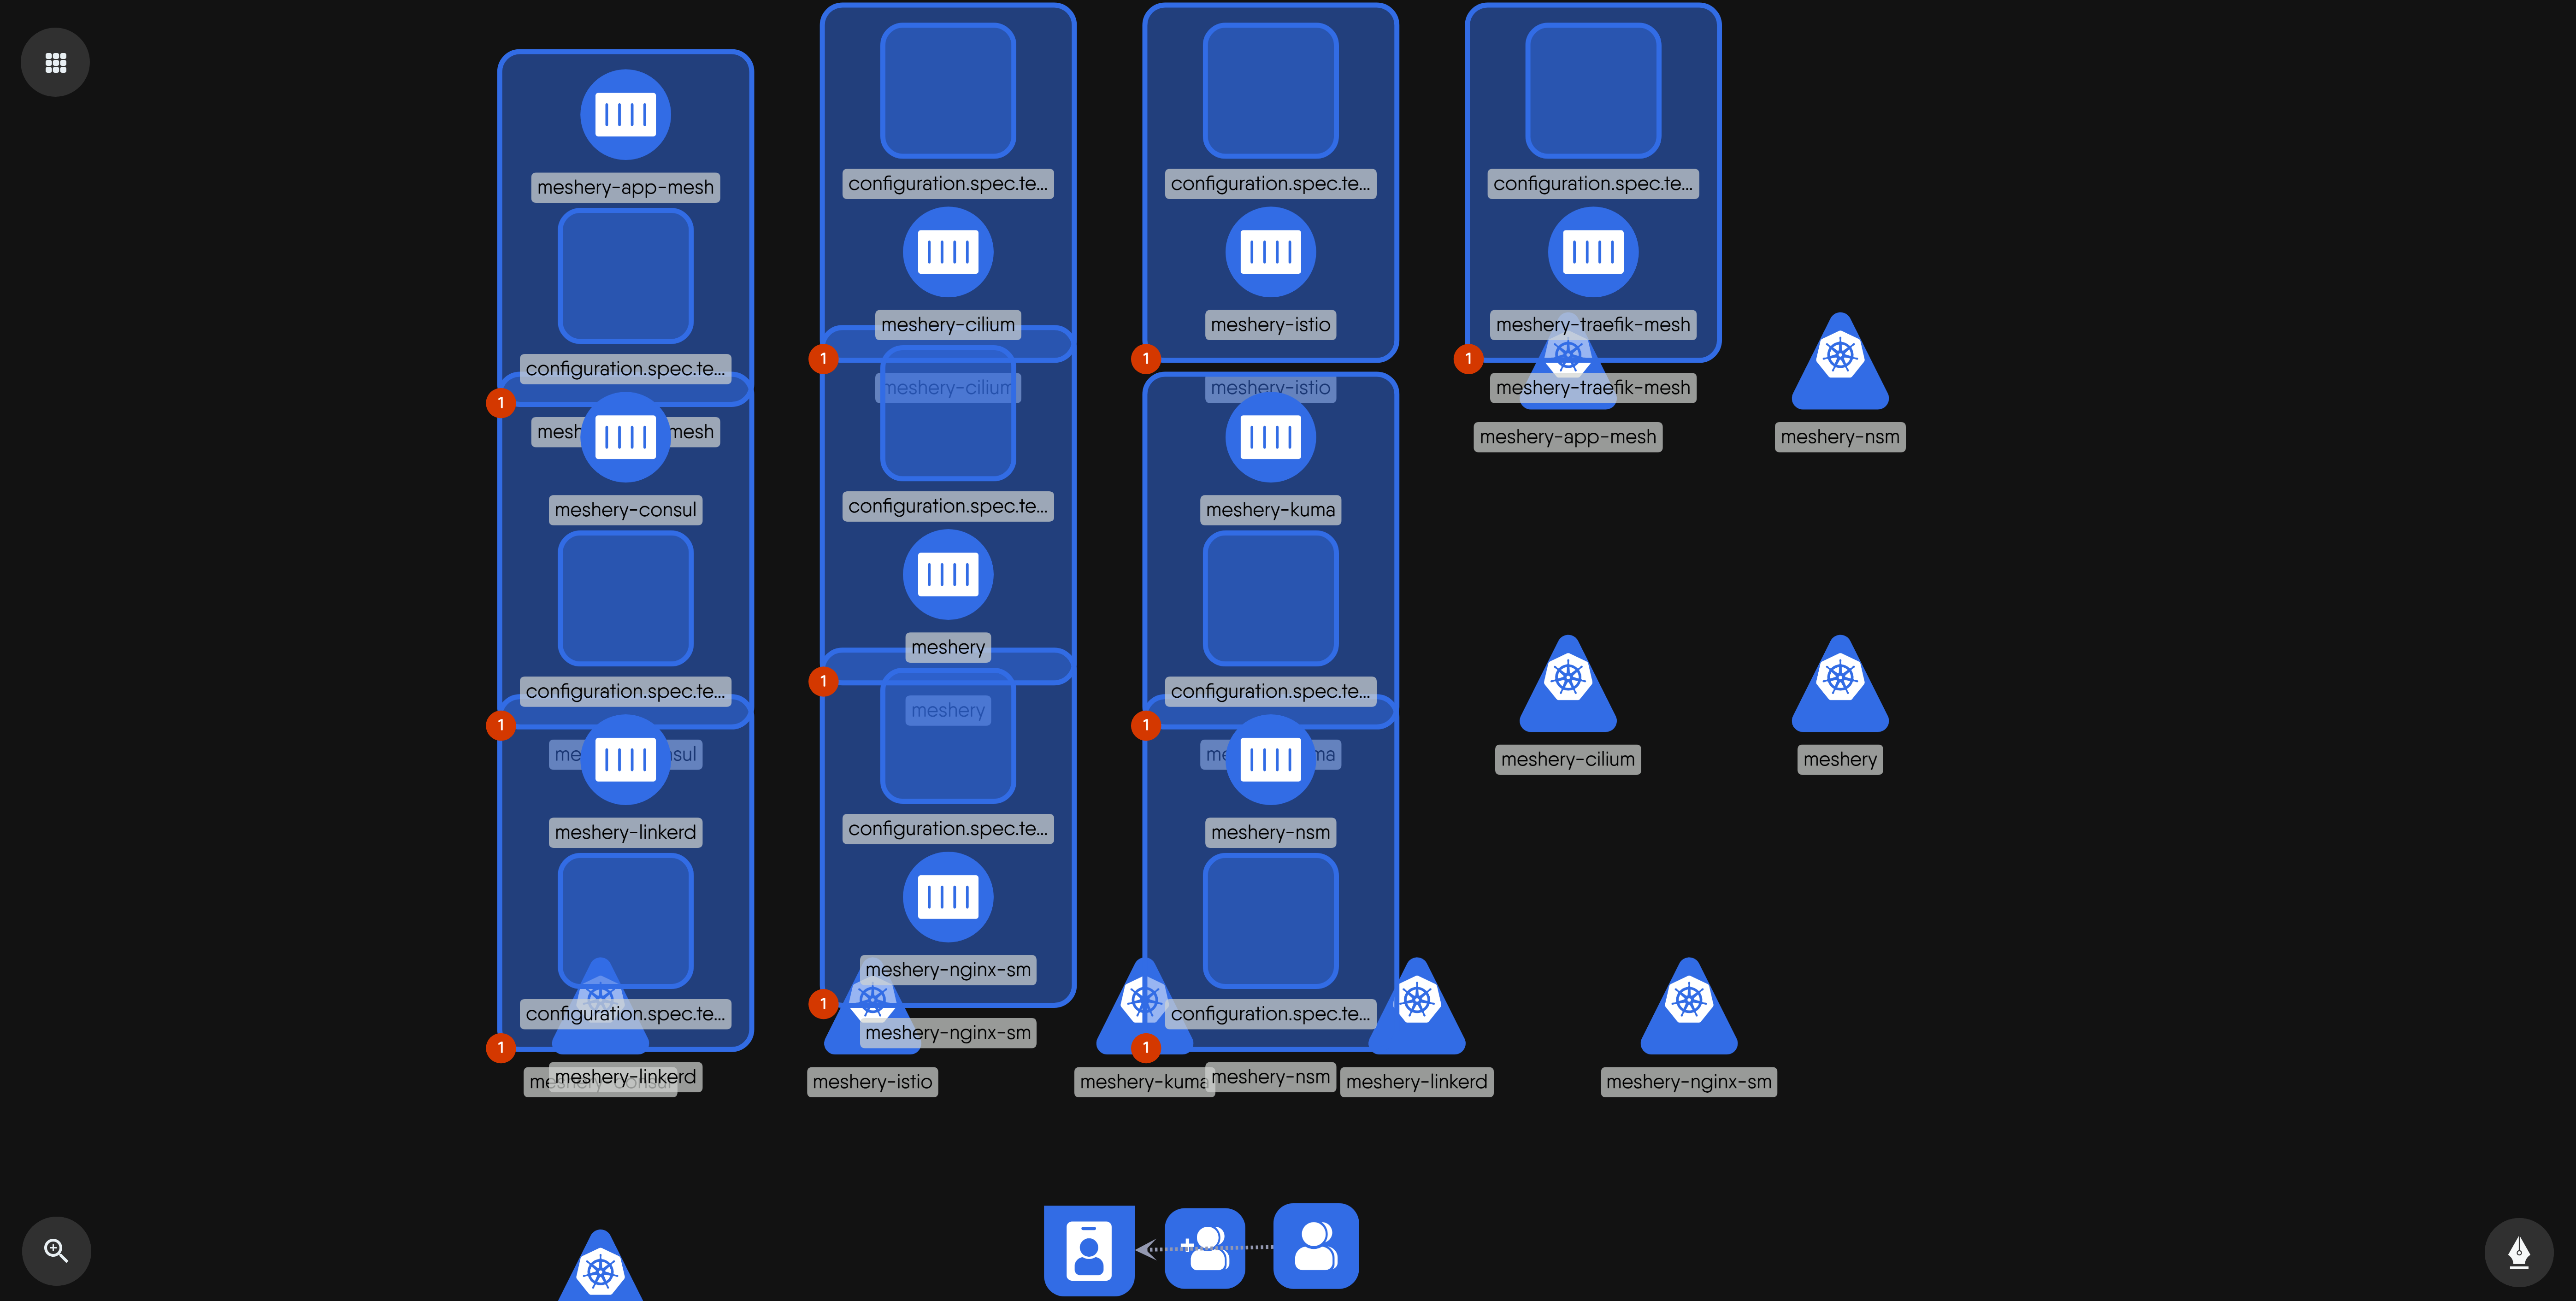 meshery-app-mesh
configuration.spec.te...
1
mesh mesh
meshery-consul
configuration.spec.te...
1
me sul
meshery-linkerd
configuration.spec.te...
1
meshery-linkerd
configuration.spec.te...
meshery-cilium
1
meshery-cilium
configuration.spec.te...
meshery
1
meshery
configuration.spec.te...
meshery-nginx-sm
1
meshery-nginx-sm
meshery-istio
configuration.spec.te...
meshery-istio
1
meshery-istio
meshery-kuma
configuration.spec.te...
1
me ma
meshery-nsm
configuration.spec.te...
1
meshery-kuma
meshery-nsm
meshery-linkerd
configuration.spec.te...
meshery-traefik-mesh
1
meshery-traefik-mesh
meshery-app-mesh
meshery-nsm
meshery-cilium
meshery
meshery-nginx-sm